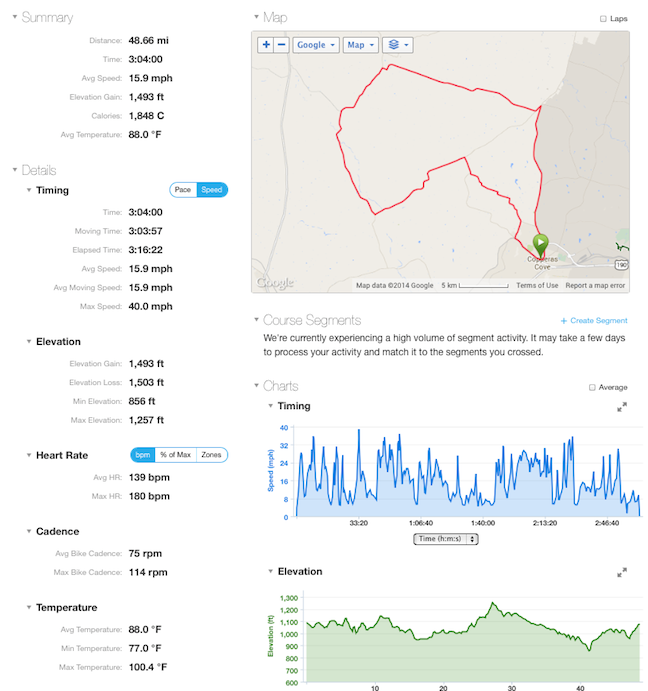 Summary
Distance: 48.66 mi
Time: 3:04:00
Avg Speed: 15.9 mph
Elevation Gain: 1,493 ft
Calories: 1,848 C
Avg Temperature: 88.0 °F
Details
Timing
Pace Speed
Time: 3:04:00
Moving Time: 3:03:57
Elapsed Time: 3:16:22
Avg Speed: 15.9 mph
Avg Moving Speed: 15.9 mph
Max Speed: 40.0 mph
Elevation
Elevation Gain: 1,493 ft
Elevation Loss: 1,503 ft
Min Elevation: 856 ft
Max Elevation: 1,257 ft
Heart Rate
bpm % of Max Zones
Avg HR: 139 bpm
Max HR: 180 bpm
Cadence
Avg Bike Cadence: 75 rpm
Max Bike Cadence: 114 rpm
Temperature
Avg Temperature: 88.0 °F
Min Temperature: 77.0 °F
Max Temperature: 100.4 °F
Map
Laps
Google
Map
Copperas
Cove
190
Google
Map data ©2014 Google 5 km Terms of Use Report a map error
Course Segments
+ Create Segment
We're currently experiencing a high volume of segment activity. It may take a few days
to process your activity and match it to the segments you crossed.
Charts
Average
Timing
Speed (mph)
40
32
24
16
8
0
33:20 1:06:40 1:40:00 2:13:20 2:46:40
Time (h:m:s)
Elevation
Elevation (ft)
1,300
1,200
1,100
1,000
900
800
700
600
10 20 30 40